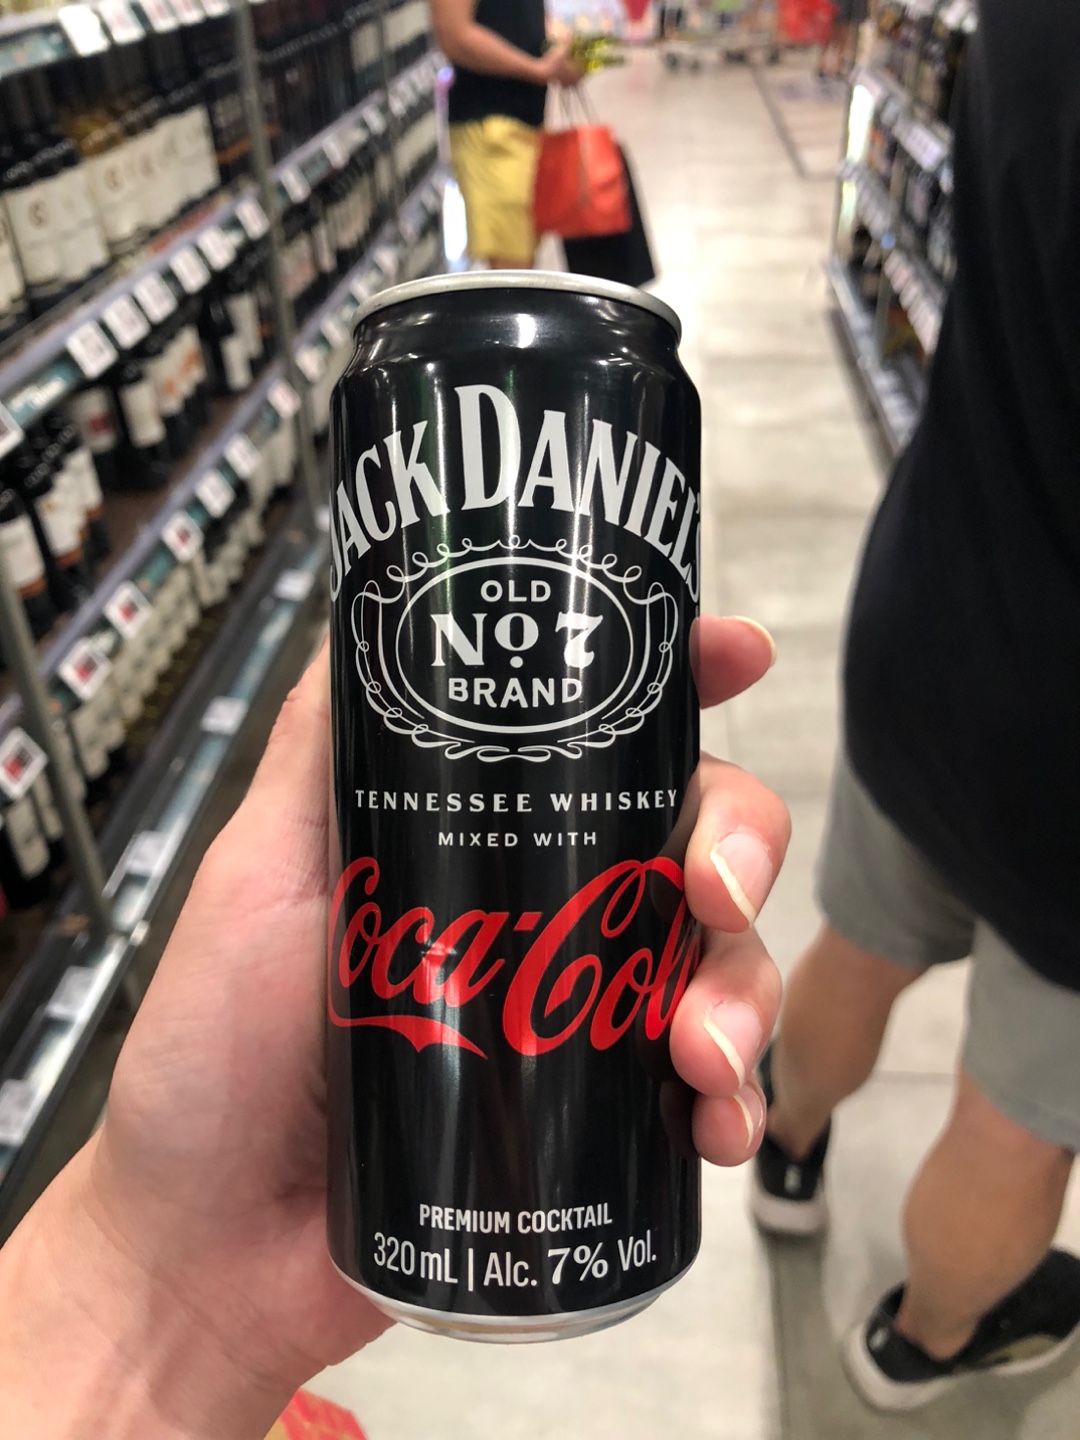 JACK DANIEL'S
OLD
Nº 7
BRAND
TENNESSEE WHISKEY
MIXED WITH
Coca-Cola
PREMIUM COCKTAIL
320 mL | Alc. 7% Vol.